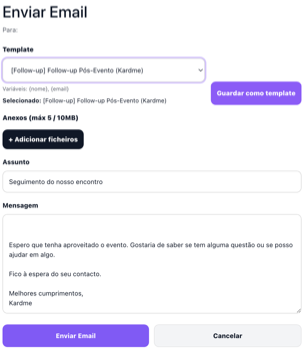 Enviar Email
Para:
Template
[Follow-up] Follow-up Pós-Evento (Kardme)
Variáveis: {nome}, {email}
Selecionado: [Follow-up] Follow-up Pós-Evento (Kardme)
Guardar como template
Anexos (máx 5 / 10MB)
+ Adicionar ficheiros
Assunto
Seguimento do nosso encontro
Mensagem
Espero que tenha aproveitado o evento. Gostaria de saber se tem alguma questão ou se posso
ajudar em algo.
Fico à espera do seu contacto.
Melhores cumprimentos,
Kardme
Enviar Email
Cancelar